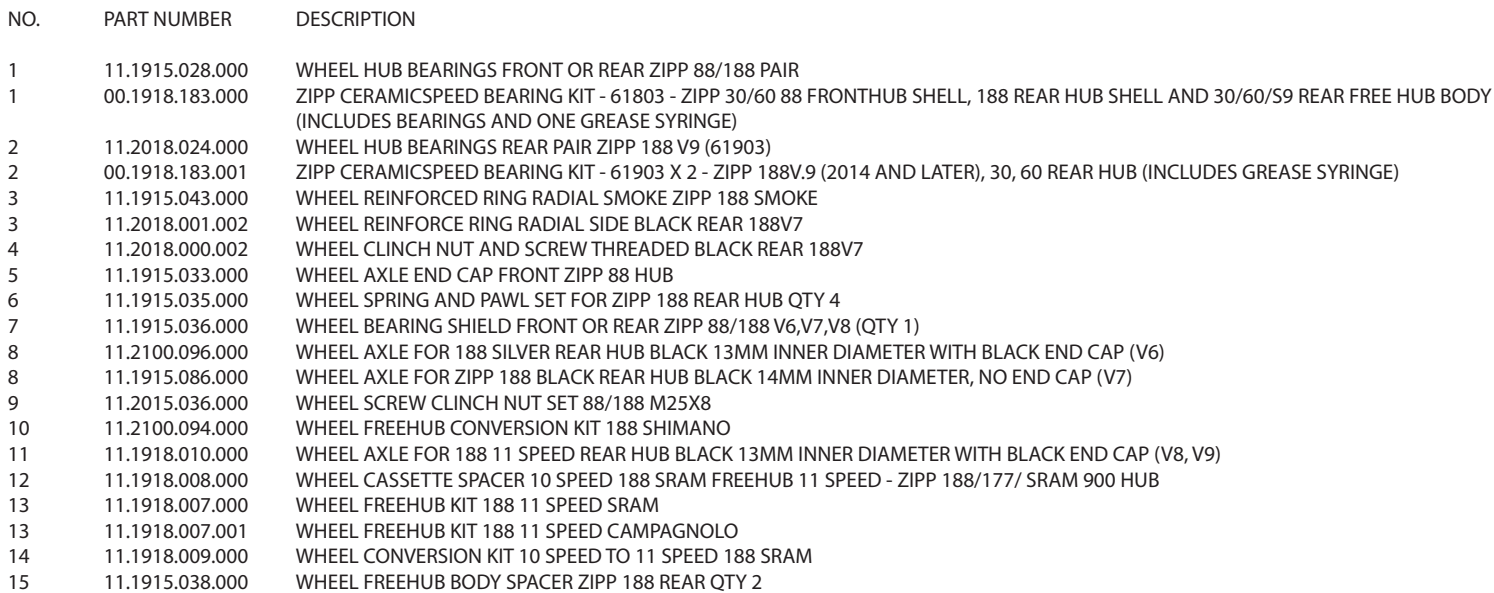 NO. PART NUMBER DESCRIPTION
1 11.1915.028.000 WHEEL HUB BEARINGS FRONT OR REAR ZIPP 88/188 PAIR
1 00.1918.183.000 ZIPP CERAMICSPEED BEARING KIT - 61803 - ZIPP 30/60 88 FRONTHUB SHELL, 188 REAR HUB SHELL AND 30/60/S9 REAR FREE HUB BODY
(INCLUDES BEARINGS AND ONE GREASE SYRINGE)
2 11.2018.024.000 WHEEL HUB BEARINGS REAR PAIR ZIPP 188 V9 (61903)
2 00.1918.183.001 ZIPP CERAMICSPEED BEARING KIT - 61903 X 2 - ZIPP 188V.9 (2014 AND LATER), 30, 60 REAR HUB (INCLUDES GREASE SYRINGE)
3 11.1915.043.000 WHEEL REINFORCED RING RADIAL SMOKE ZIPP 188 SMOKE
3 11.2018.001.002 WHEEL REINFORCE RING RADIAL SIDE BLACK REAR 188V7
4 11.2018.000.002 WHEEL CLINCH NUT AND SCREW THREADED BLACK REAR 188V7
5 11.1915.033.000 WHEEL AXLE END CAP FRONT ZIPP 88 HUB
6 11.1915.035.000 WHEEL SPRING AND PAWL SET FOR ZIPP 188 REAR HUB QTY 4
7 11.1915.036.000 WHEEL BEARING SHIELD FRONT OR REAR ZIPP 88/188 V6,V7,V8 (QTY 1)
8 11.2100.096.000 WHEEL AXLE FOR 188 SILVER REAR HUB BLACK 13MM INNER DIAMETER WITH BLACK END CAP (V6)
8 11.1915.086.000 WHEEL AXLE FOR ZIPP 188 BLACK REAR HUB BLACK 14MM INNER DIAMETER, NO END CAP (V7)
9 11.2015.036.000 WHEEL SCREW CLINCH NUT SET 88/188 M25X8
10 11.2100.094.000 WHEEL FREEHUB CONVERSION KIT 188 SHIMANO
11 11.1918.010.000 WHEEL AXLE FOR 188 11 SPEED REAR HUB BLACK 13MM INNER DIAMETER WITH BLACK END CAP (V8, V9)
12 11.1918.008.000 WHEEL CASSETTE SPACER 10 SPEED 188 SRAM FREEHUB 11 SPEED - ZIPP 188/177/ SRAM 900 HUB
13 11.1918.007.000 WHEEL FREEHUB KIT 188 11 SPEED SRAM
13 11.1918.007.001 WHEEL FREEHUB KIT 188 11 SPEED CAMPAGNOLO
14 11.1918.009.000 WHEEL CONVERSION KIT 10 SPEED TO 11 SPEED 188 SRAM
15 11.1915.038.000 WHEEL FREEHUB BODY SPACER ZIPP 188 REAR QTY 2